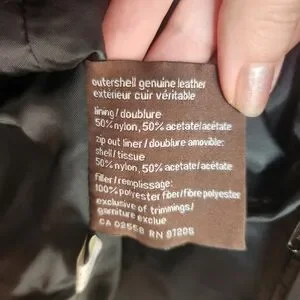 outershell genuine leather
extérieur cuir véritable
lining/doublure
50% nylon, 50% acetate/acétate
zip out liner/doublure amovible:
shell/tissue
50% nylon, 50% acetate/acétate
filler/remplissage:
100% polyester fiber/fibre polyester
exclusive of trimmings/
garniture exclue
CA 02558 RN 97205